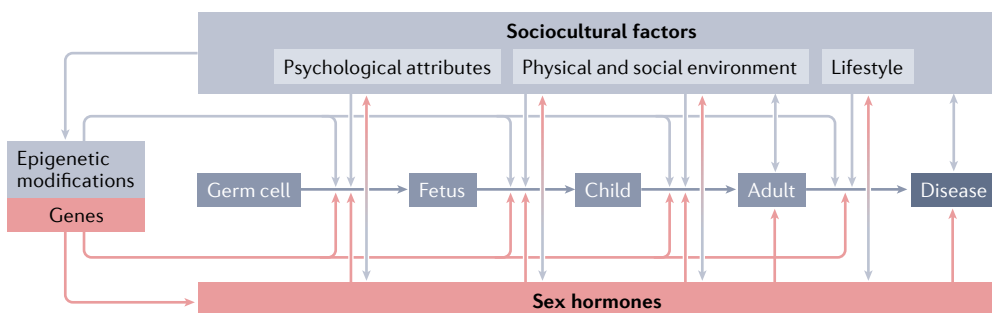 Sociocultural factors
Psychological attributes
Physical and social environment
Lifestyle
Epigenetic
modifications
Genes
Germ cell
Fetus
Child
Adult
Disease
Sex hormones